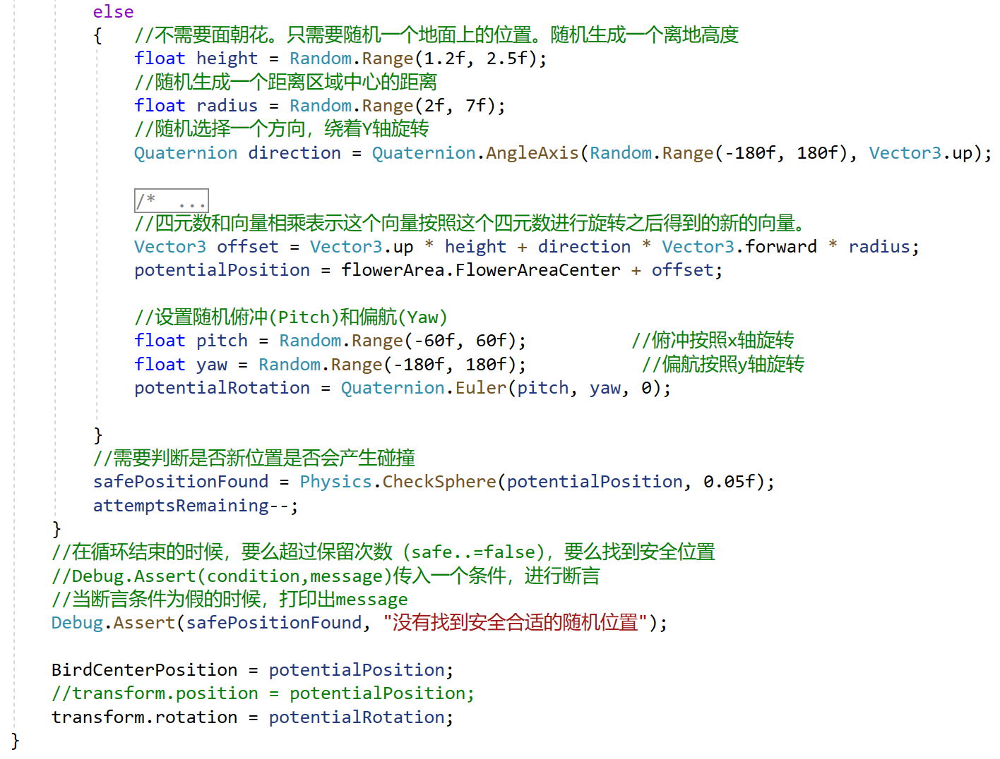 else
{   //不需要面朝花。只需要随机一个地面上的位置。随机生成一个离地高度
float height = Random.Range(1.2f, 2.5f);
//随机生成一个距离区域中心的距离
float radius = Random.Range(2f, 7f);
//随机选择一个方向，绕着Y轴旋转
Quaternion direction = Quaternion.AngleAxis(Random.Range(-180f, 180f), Vector3.up);
/*  ...
//四元数和向量相乘表示这个向量按照这个四元数进行旋转之后得到的新的向量。
Vector3 offset = Vector3.up * height + direction * Vector3.forward * radius;
potentialPosition = flowerArea.FlowerAreaCenter + offset;
//设置随机俯冲(Pitch)和偏航(Yaw)
float pitch = Random.Range(-60f, 60f);          //俯冲按照x轴旋转
float yaw = Random.Range(-180f, 180f);           //偏航按照y轴旋转
potentialRotation = Quaternion.Euler(pitch, yaw, 0);
}
//需要判断是否新位置是否会产生碰撞
safePositionFound = Physics.CheckSphere(potentialPosition, 0.05f);
attemptsRemaining--;
}
//在循环结束的时候，要么超过保留次数（safe..=false），要么找到安全位置
//Debug.Assert(condition,message)传入一个条件，进行断言
//当断言条件为假的时候，打印出message
Debug.Assert(safePositionFound, "没有找到安全合适的随机位置");
BirdCenterPosition = potentialPosition;
//transform.position = potentialPosition;
transform.rotation = potentialRotation;
}